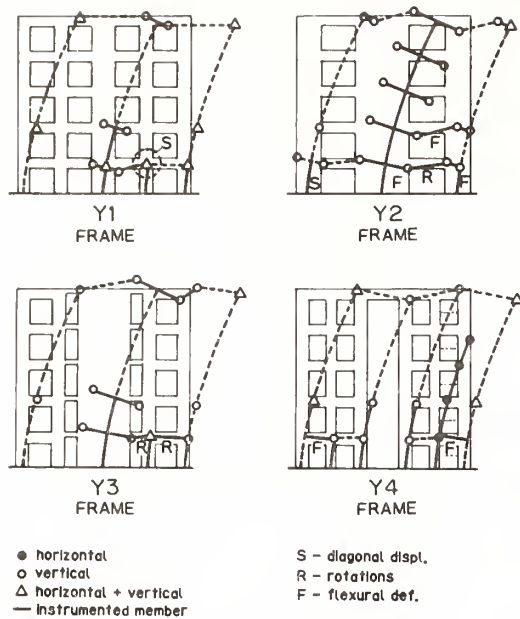 S
Y1
FRAME
F
S
F
R
F
Y2
FRAME
R
R
Y3
FRAME
F
F
Y4
FRAME
horizontal
vertical
horizontal + vertical
instrumented member
S - diagonal displ.
R - rotations
F - flexural def.